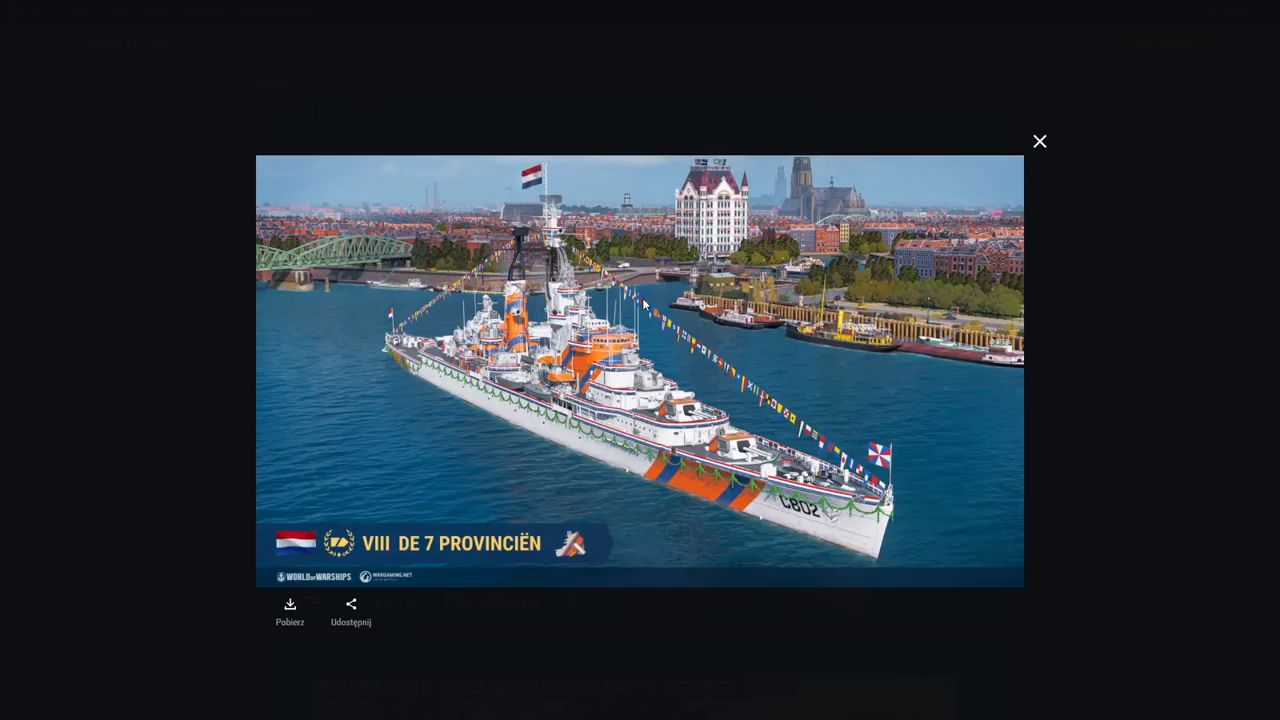 C802
VIII DE 7 PROVINCIËN
WORLD OF WARSHIPS
WARGAMING.NET
Pobierz
Udostępnij